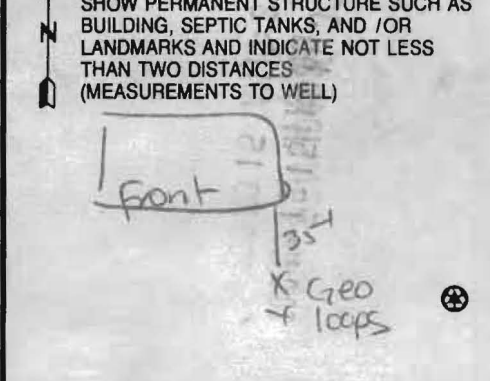 SHOW PERMANENT STRUCTURE SUCH AS
N
BUILDING, SEPTIC TANKS, AND /OR
LANDMARKS AND INDICATE NOT LESS
THAN TWO DISTANCES
(MEASUREMENTS TO WELL)
Front
35'
X Geo
X loops